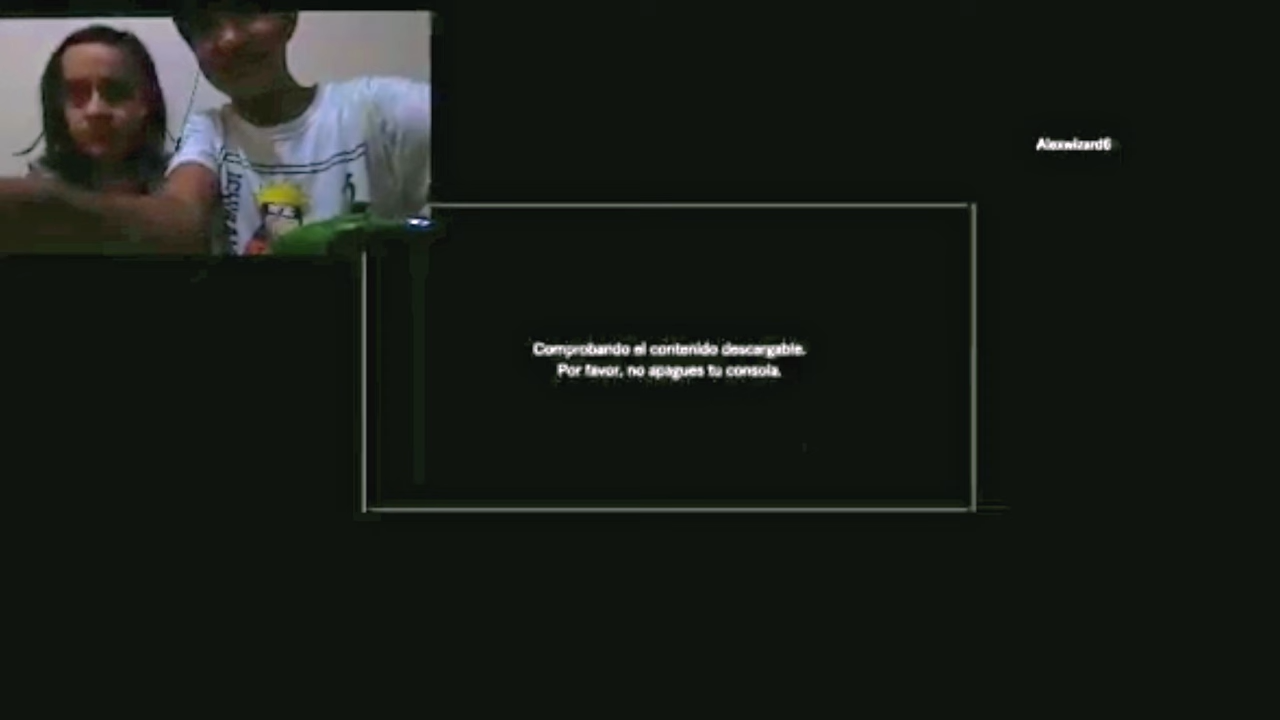 Alexwizard6
Comprobando el contenido descargable.
Por favor, no apagues tu consola.